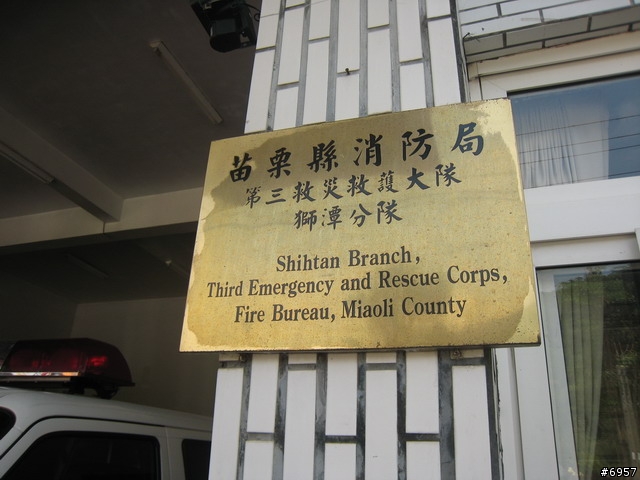 苗栗縣消防局
第三救災救護大隊
獅潭分隊
Shihtan Branch,
Third Emergency and Rescue Corps,
Fire Bureau, Miaoli County
#6957